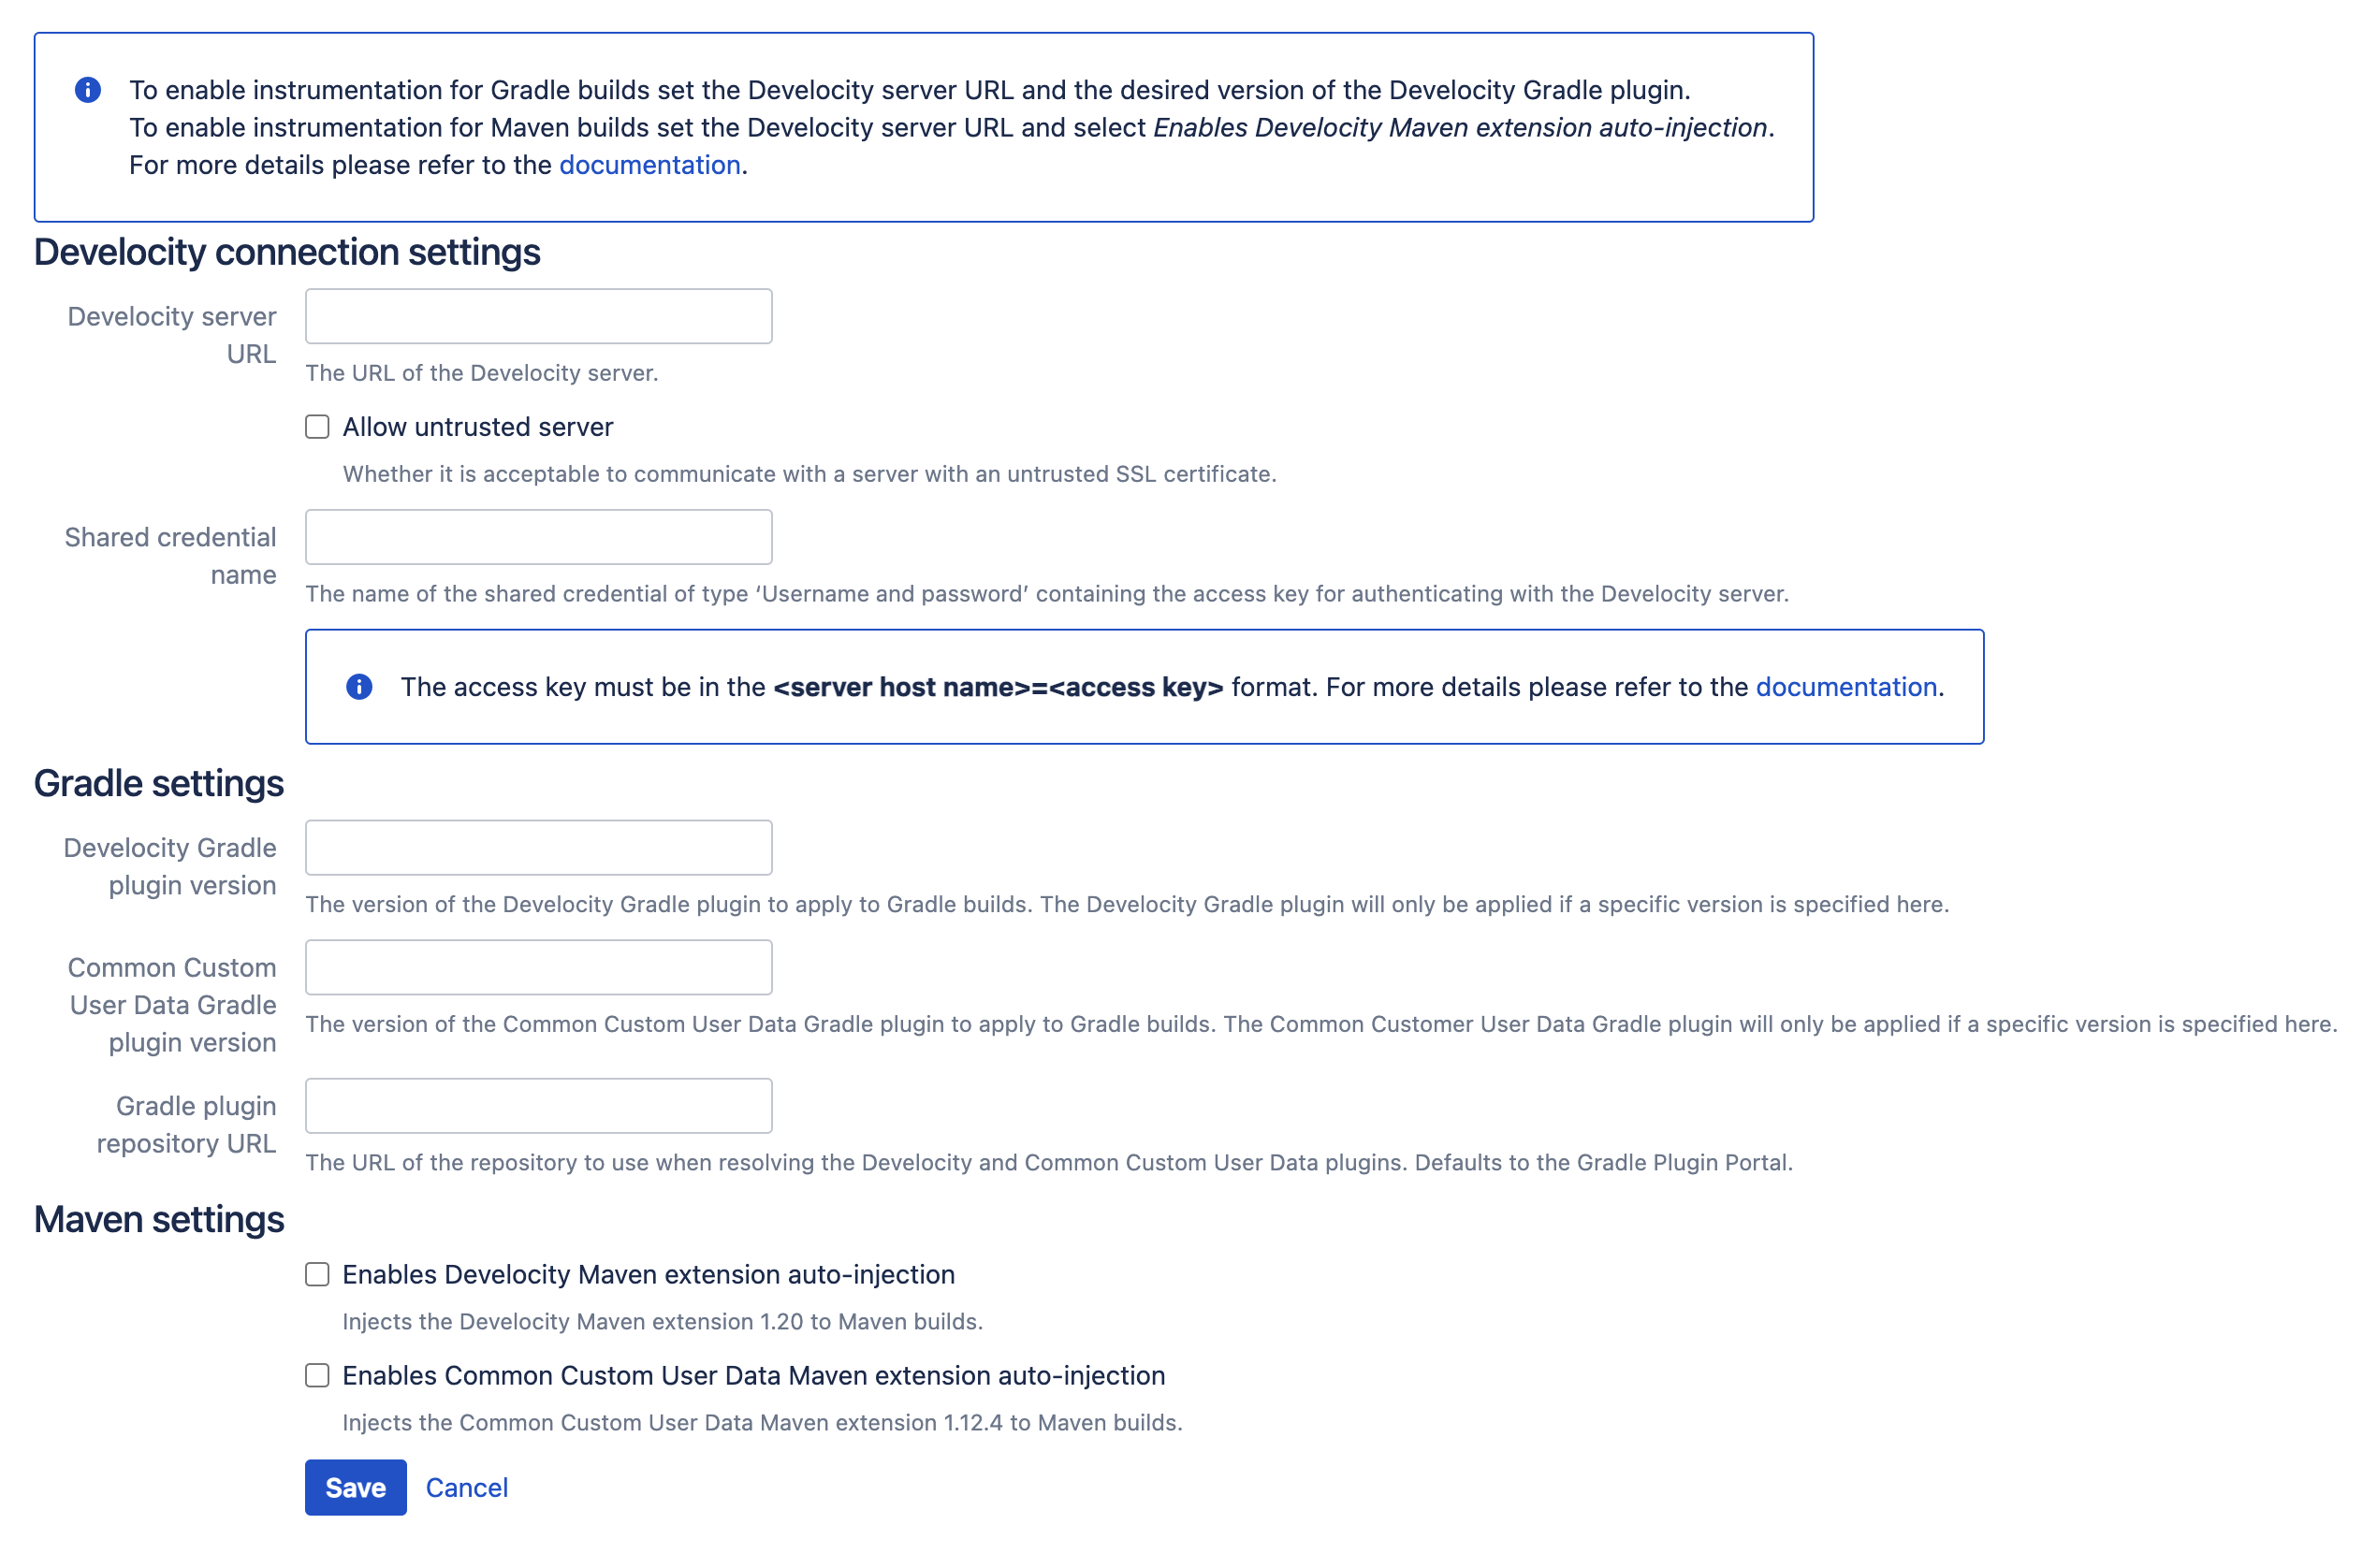 To enable instrumentation for Gradle builds set the Develocity server URL and the desired version of the Develocity Gradle plugin.
To enable instrumentation for Maven builds set the Develocity server URL and select Enables Develocity Maven extension auto-injection.
For more details please refer to the documentation.
Develocity connection settings
Develocity server
URL
The URL of the Develocity server.
Allow untrusted server
Whether it is acceptable to communicate with a server with an untrusted SSL certificate.
Shared credential
name
The name of the shared credential of type ‘Username and password’ containing the access key for authenticating with the Develocity server.
The access key must be in the <server host name>=<access key> format. For more details please refer to the documentation.
Gradle settings
Develocity Gradle
plugin version
The version of the Develocity Gradle plugin to apply to Gradle builds. The Develocity Gradle plugin will only be applied if a specific version is specified here.
Common Custom
User Data Gradle
plugin version
The version of the Common Custom User Data Gradle plugin to apply to Gradle builds. The Common Customer User Data Gradle plugin will only be applied if a specific version is specified here.
Gradle plugin
repository URL
The URL of the repository to use when resolving the Develocity and Common Custom User Data plugins. Defaults to the Gradle Plugin Portal.
Maven settings
Enables Develocity Maven extension auto-injection
Injects the Develocity Maven extension 1.20 to Maven builds.
Enables Common Custom User Data Maven extension auto-injection
Injects the Common Custom User Data Maven extension 1.12.4 to Maven builds.
Save Cancel